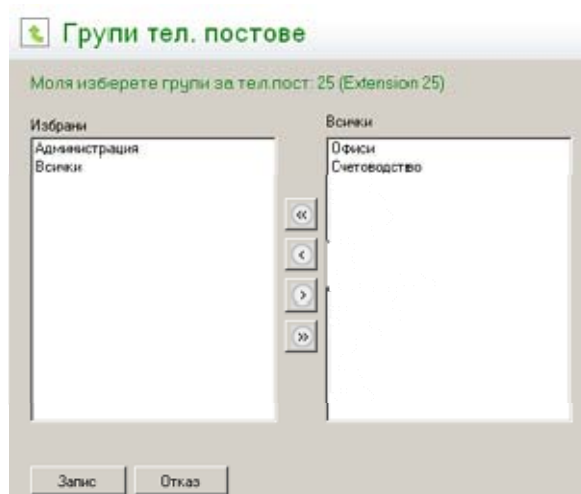 Групи тел. постове
Моля изберете групи за тел.пост: 25 (Extension 25)
Избрани
Администрация
Всички
Всички
Офиси
Счетоводство
Запис
Отказ